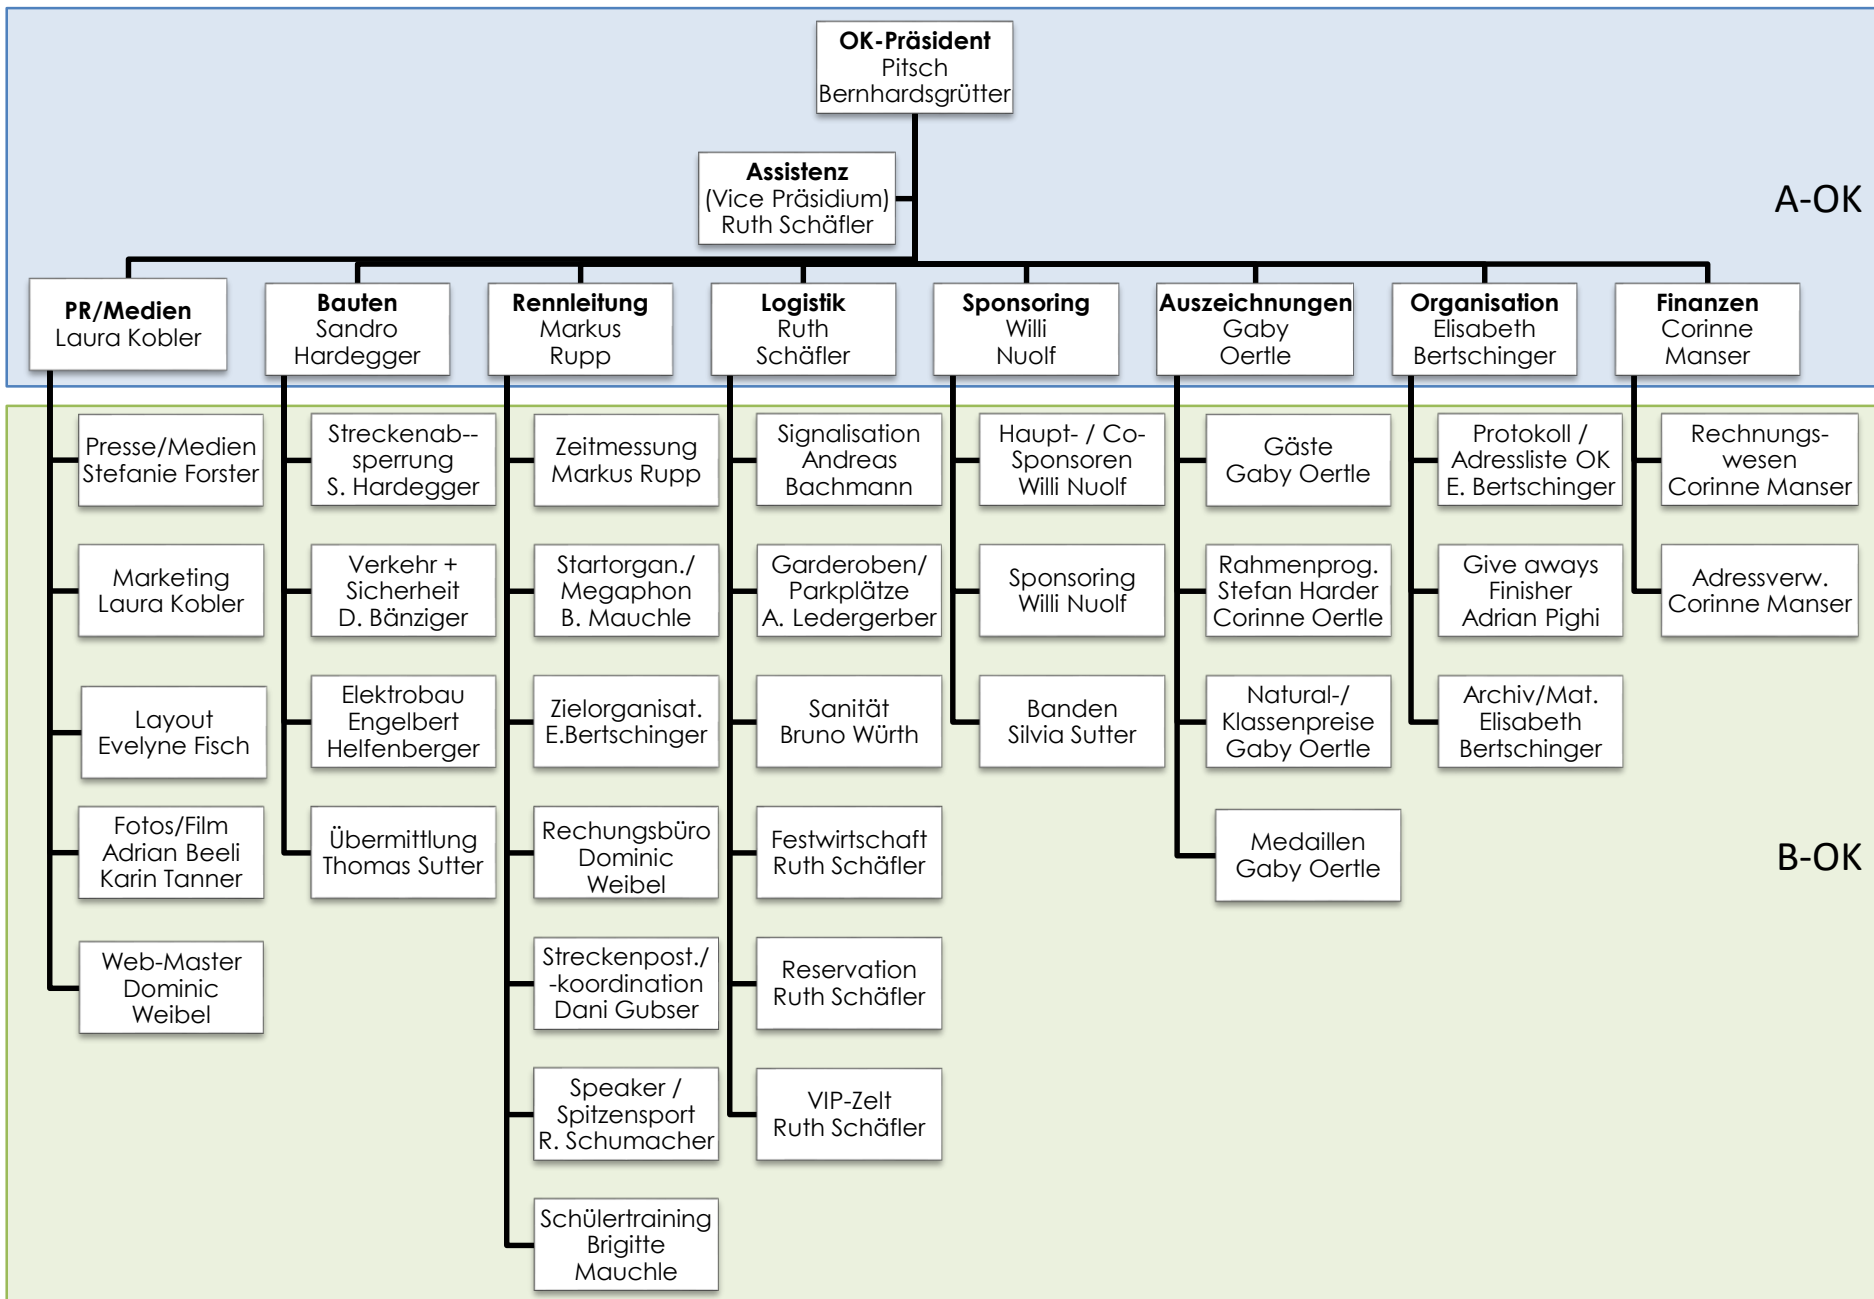 OK-Präsident
Pitsch
Bernhardsgrütter
Assistenz
(Vice Präsidium)
Ruth Schäfler
A-OK
PR/Medien
Laura Kobler
Bauten
Sandro
Hardegger
Rennleitung
Markus
Rupp
Logistik
Ruth
Schäfler
Sponsoring
Willi
Nuolf
Auszeichnungen
Gaby
Oertle
Organisation
Elisabeth
Bertschinger
Finanzen
Corinne
Manser
Presse/Medien
Stefanie Forster
Marketing
Laura Kobler
Layout
Evelyne Fisch
Fotos/Film
Adrian Beeli
Karin Tanner
Web-Master
Dominic
Weibel
Streckenab--
sperrung
S. Hardegger
Verkehr +
Sicherheit
D. Bänziger
Elektrobau
Engelbert
Helfenberger
Übermittlung
Thomas Sutter
Zeitmessung
Markus Rupp
Startorgan./
Megaphon
B. Mauchle
Zielorganisat.
E.Bertschinger
Rechungsbüro
Dominic
Weibel
Streckenpost./
-koordination
Dani Gubser
Speaker /
Spitzensport
R. Schumacher
Schülertraining
Brigitte
Mauchle
Signalisation
Andreas
Bachmann
Garderoben/
Parkplätze
A. Ledergerber
Sanität
Bruno Würth
Festwirtschaft
Ruth Schäfler
Reservation
Ruth Schäfler
VIP-Zelt
Ruth Schäfler
Haupt- / Co-
Sponsoren
Willi Nuolf
Sponsoring
Willi Nuolf
Banden
Silvia Sutter
Gäste
Gaby Oertle
Rahmenprog.
Stefan Harder
Corinne Oertle
Natural-/
Klassenpreise
Gaby Oertle
Medaillen
Gaby Oertle
Protokoll /
Adressliste OK
E. Bertschinger
Give aways
Finisher
Adrian Pighi
Archiv/Mat.
Elisabeth
Bertschinger
Rechnungs-
wesen
Corinne Manser
Adressverw.
Corinne Manser
B-OK